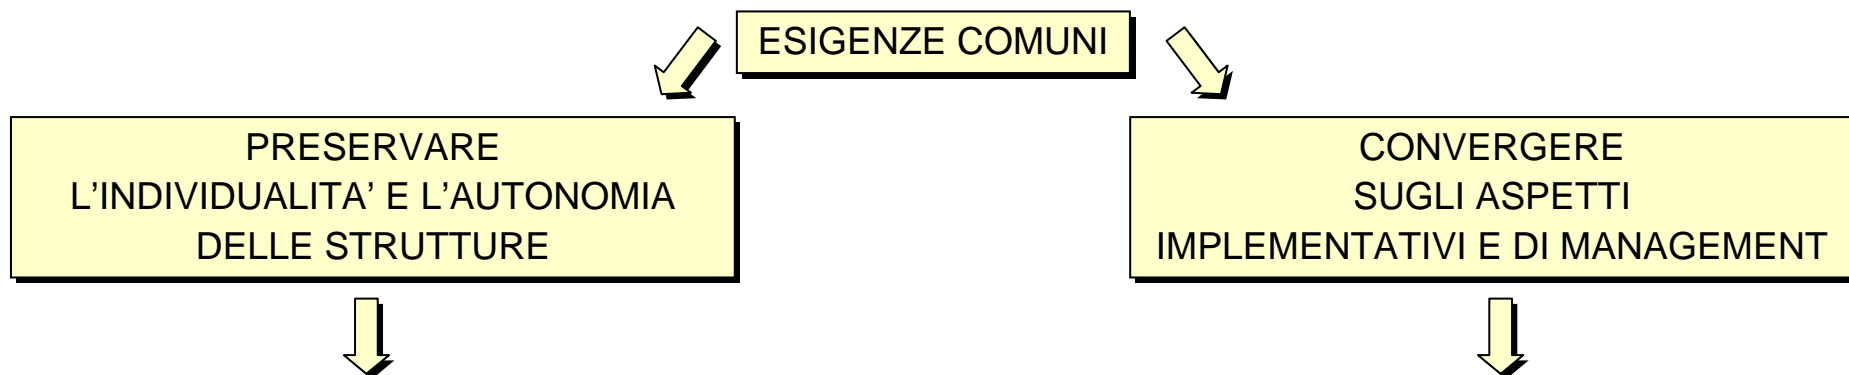 ESIGENZE COMUNI
PRESERVARE
L’INDIVIDUALITA’ E L’AUTONOMIA
DELLE STRUTTURE
CONVERGERE
SUGLI ASPETTI
IMPLEMENTATIVI E DI MANAGEMENT